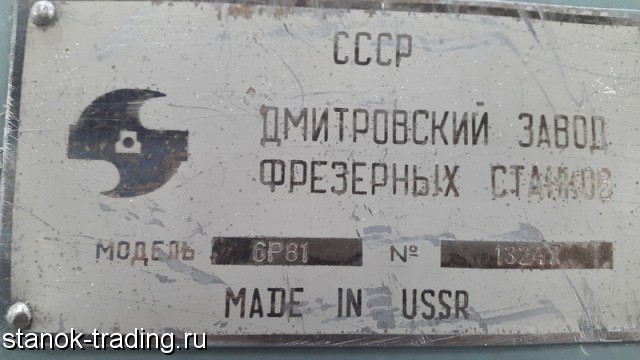 СССР
ДМИТРОВСКИЙ ЗАВОД
ФРЕЗЕРНЫХ СТАНКОВ
МОДЕЛЬ 6Р81 №
MADE IN USSR
stanok-trading.ru